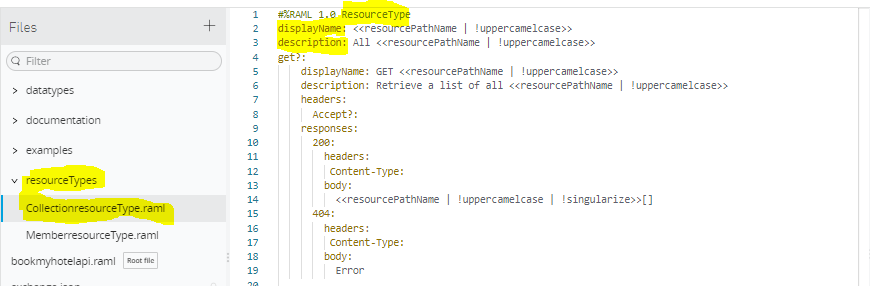 Files +
Filter
> datatypes
> documentation
> examples
resourceTypes
CollectionresourceType.raml
MemberresourceType.raml
bookmyhotelapi.raml Root file
1 #%RAML 1.0 ResourceType
2 displayName: <<resourcePathName | !uppercamelcase>>
3 description: All <<resourcePathName | !uppercamelcase>>
4 get?:
5 displayName: GET <<resourcePathName | !uppercamelcase>>
6 description: Retrieve a list of all <<resourcePathName | !uppercamelcase>>
7 headers:
8 Accept?:
9 responses:
10 200:
11 headers:
12 Content-Type:
13 body:
14 <<resourcePathName | !uppercamelcase | !singularize>>[]
15 404:
16 headers:
17 Content-Type:
18 body:
19 Error